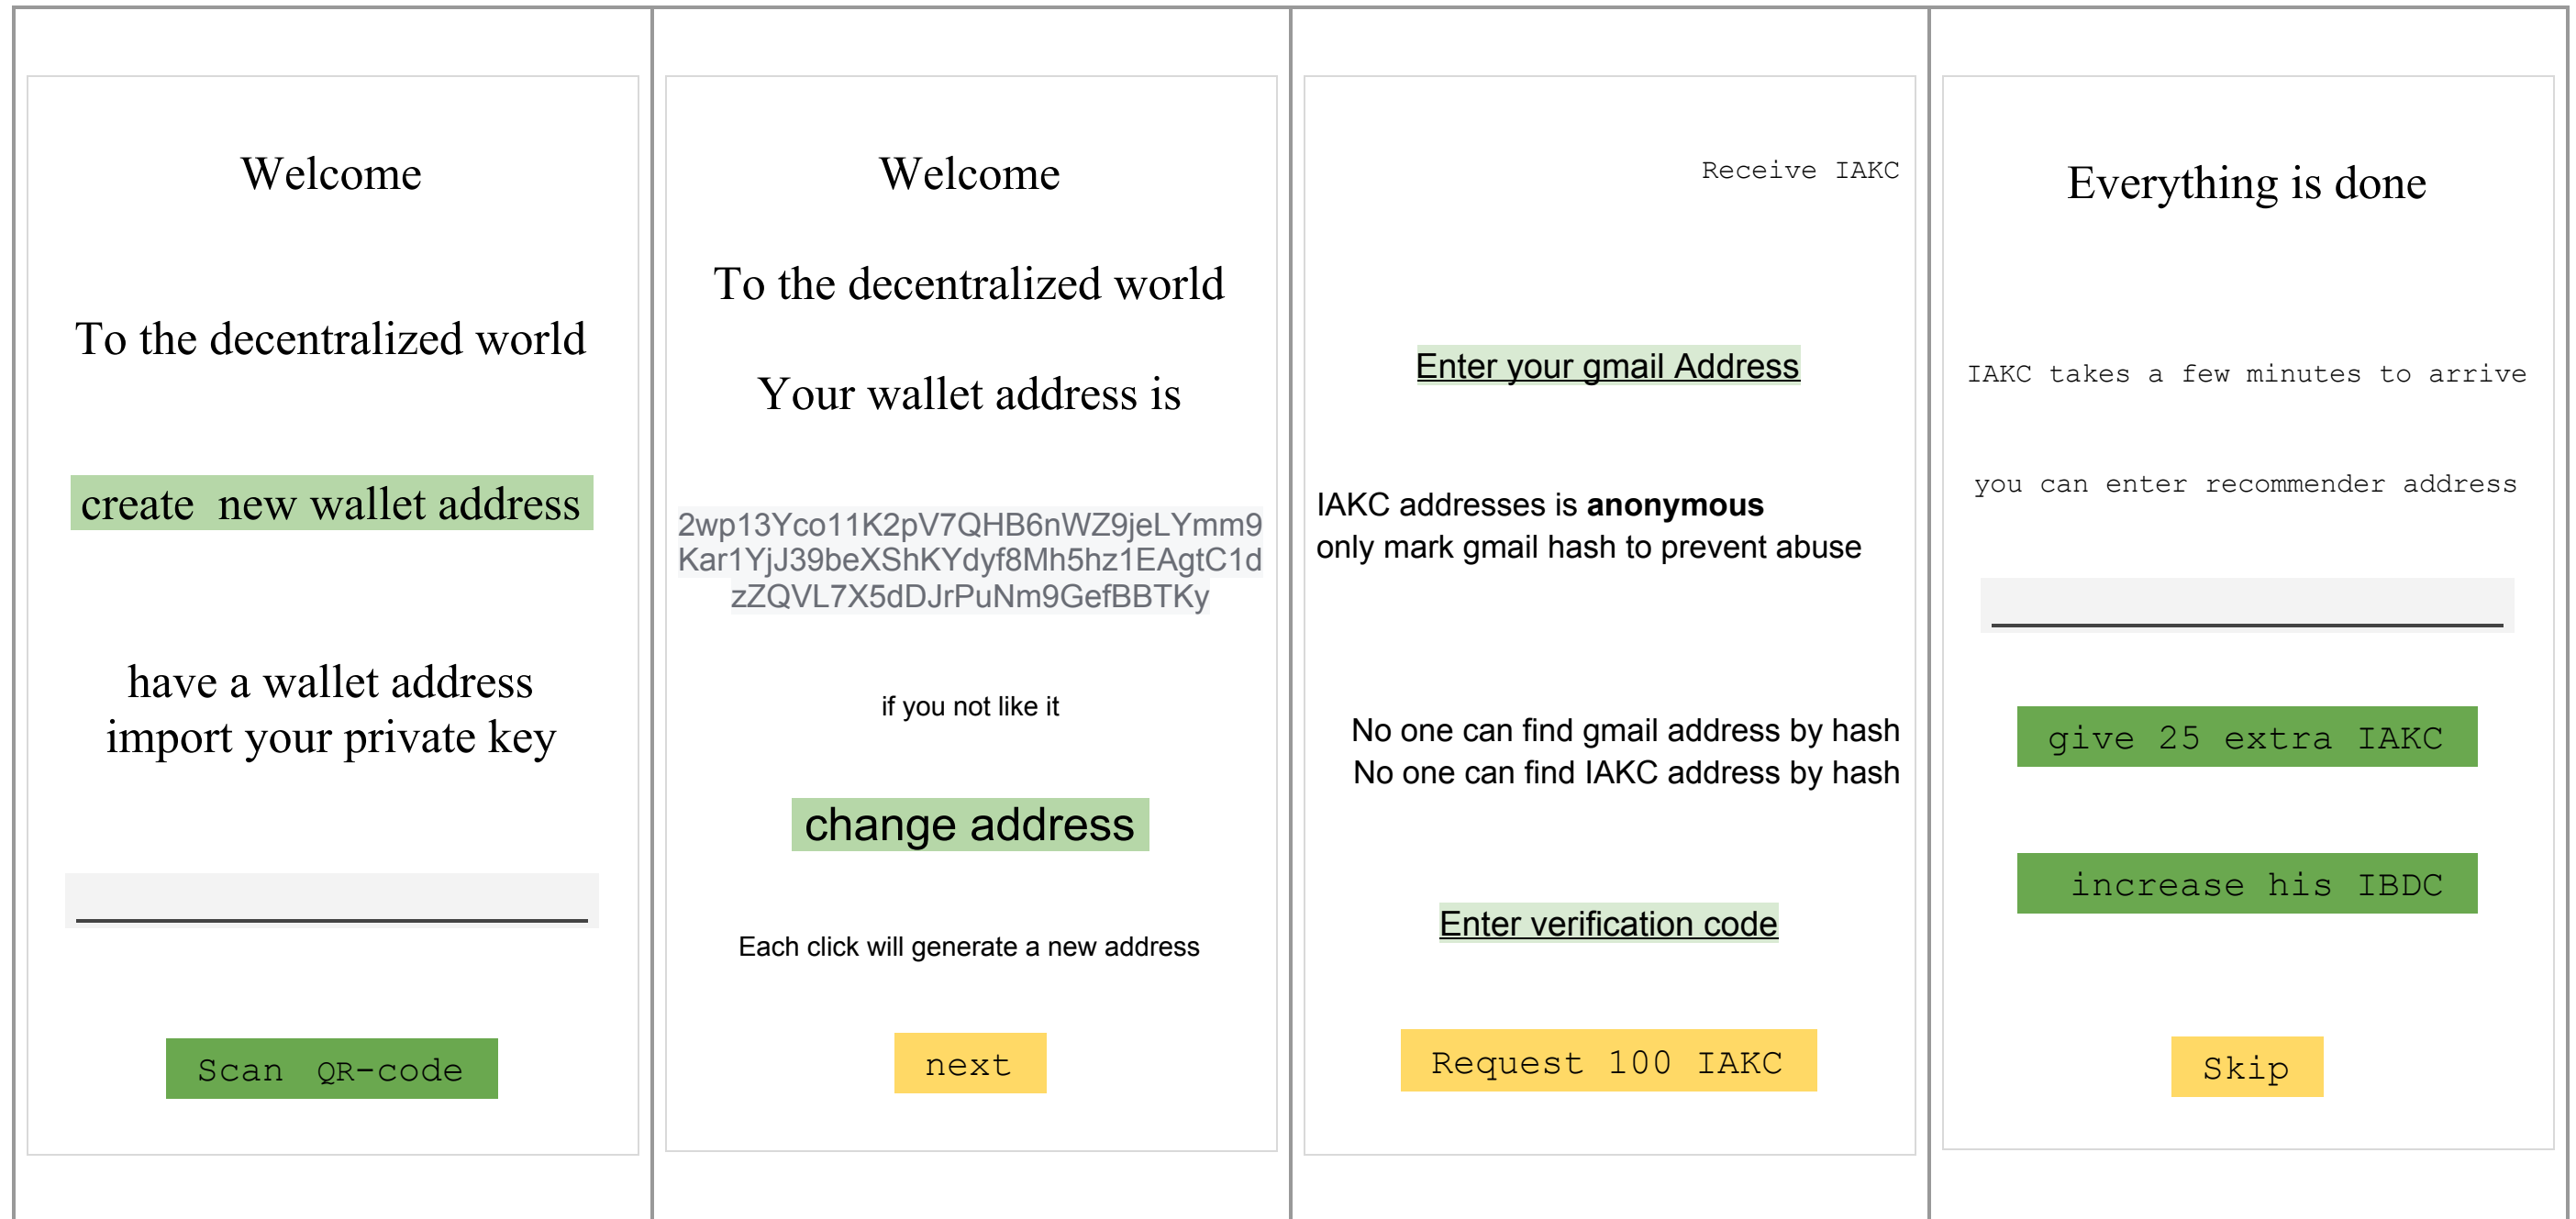 Welcome
To the decentralized world
create  new wallet address
have a wallet address
import your private key
Scan QR-code
Welcome
To the decentralized world
Your wallet address is
2wp13Yco11K2pV7QHB6nWZ9jeLYmm9
Kar1YjJ39beXShKYdyf8Mh5hz1EAgtC1d
zZQVL7X5dDJrPuNm9GefBBTKy
if you not like it
change address
Each click will generate a new address
next
Receive IAKC
Enter your gmail Address
IAKC addresses is anonymous
only mark gmail hash to prevent abuse
No one can find gmail address by hash
No one can find IAKC address by hash
Enter verification code
Request 100 IAKC
Everything is done
IAKC takes a few minutes to arrive
you can enter recommender address
give 25 extra IAKC
increase his IBDC
Skip